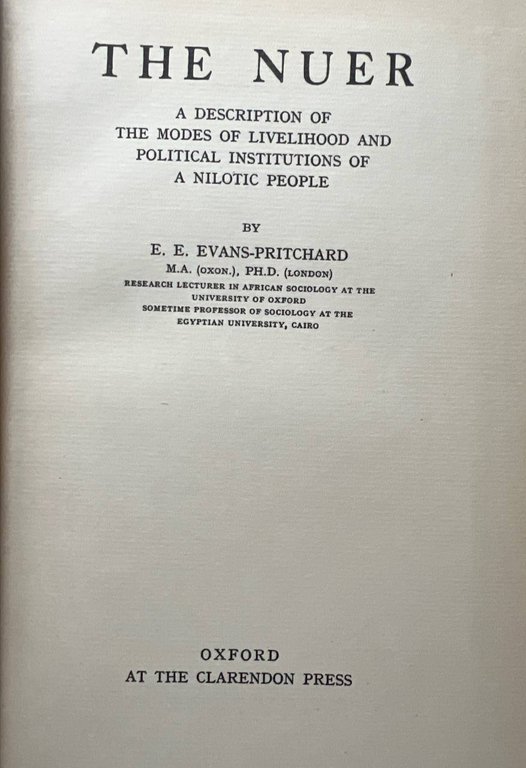 THE NUER
A DESCRIPTION OF
THE MODES OF LIVELIHOOD AND
POLITICAL INSTITUTIONS OF
A NILOTIC PEOPLE
BY
E. E. EVANS-PRITCHARD
M.A. (OXON.), PH.D. (LONDON)
RESEARCH LECTURER IN AFRICAN SOCIOLOGY AT THE
UNIVERSITY OF OXFORD
SOMETIME PROFESSOR OF SOCIOLOGY AT THE
EGYPTIAN UNIVERSITY, CAIRO
OXFORD
AT THE CLARENDON PRESS